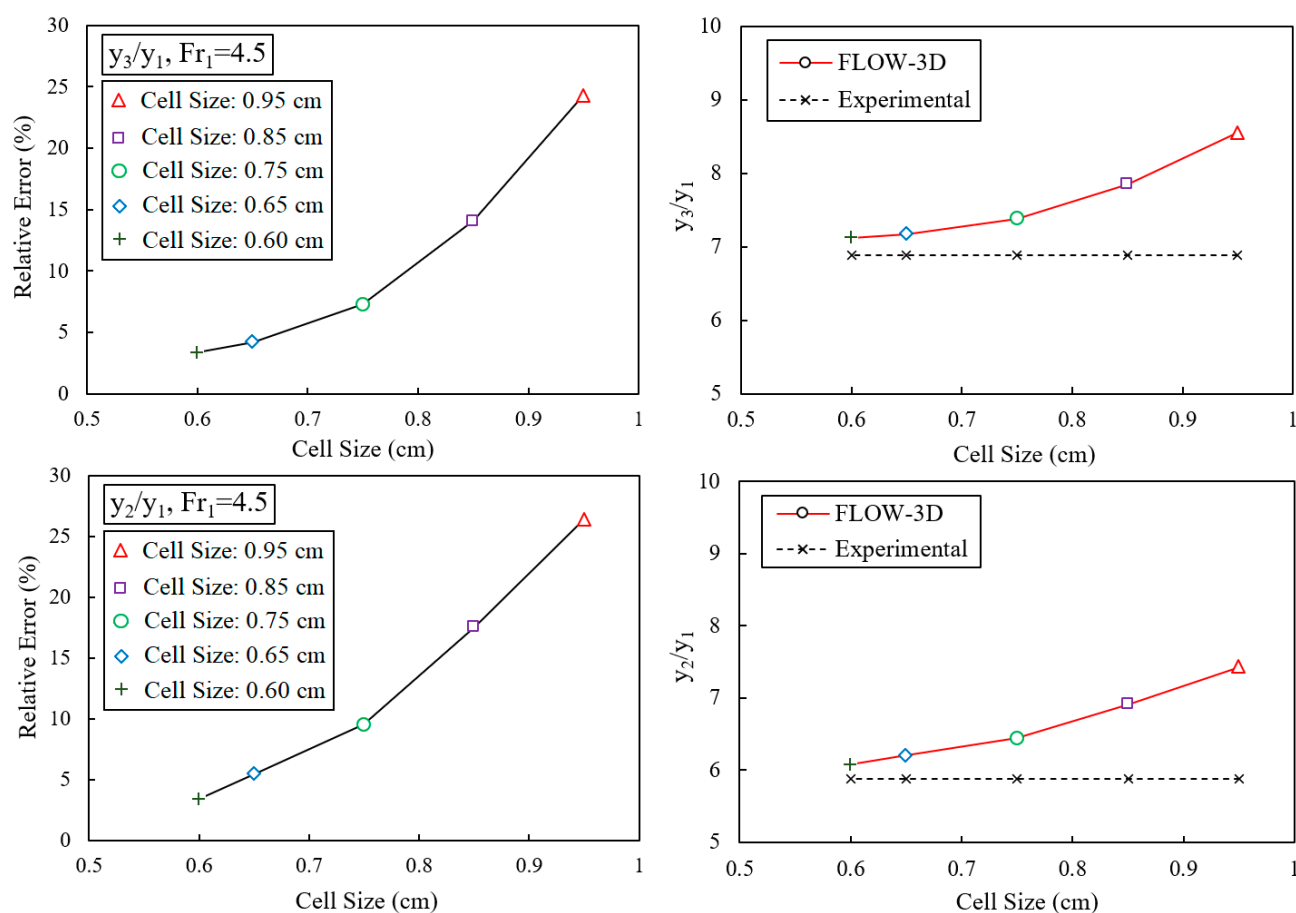 y3/y1, Fr1=4.5
Cell Size: 0.95 cm
Cell Size: 0.85 cm
Cell Size: 0.75 cm
Cell Size: 0.65 cm
Cell Size: 0.60 cm
Relative Error (%)
30
25
20
15
10
5
0
0.5 0.6 0.7 0.8 0.9 1
Cell Size (cm)
FLOW-3D
Experimental
y3/y1
10
9
8
7
6
5
0.5 0.6 0.7 0.8 0.9 1
Cell Size (cm)
y2/y1, Fr1=4.5
Cell Size: 0.95 cm
Cell Size: 0.85 cm
Cell Size: 0.75 cm
Cell Size: 0.65 cm
Cell Size: 0.60 cm
Relative Error (%)
30
25
20
15
10
5
0
0.5 0.6 0.7 0.8 0.9 1
Cell Size (cm)
FLOW-3D
Experimental
y2/y1
10
9
8
7
6
5
0.5 0.6 0.7 0.8 0.9 1
Cell Size (cm)